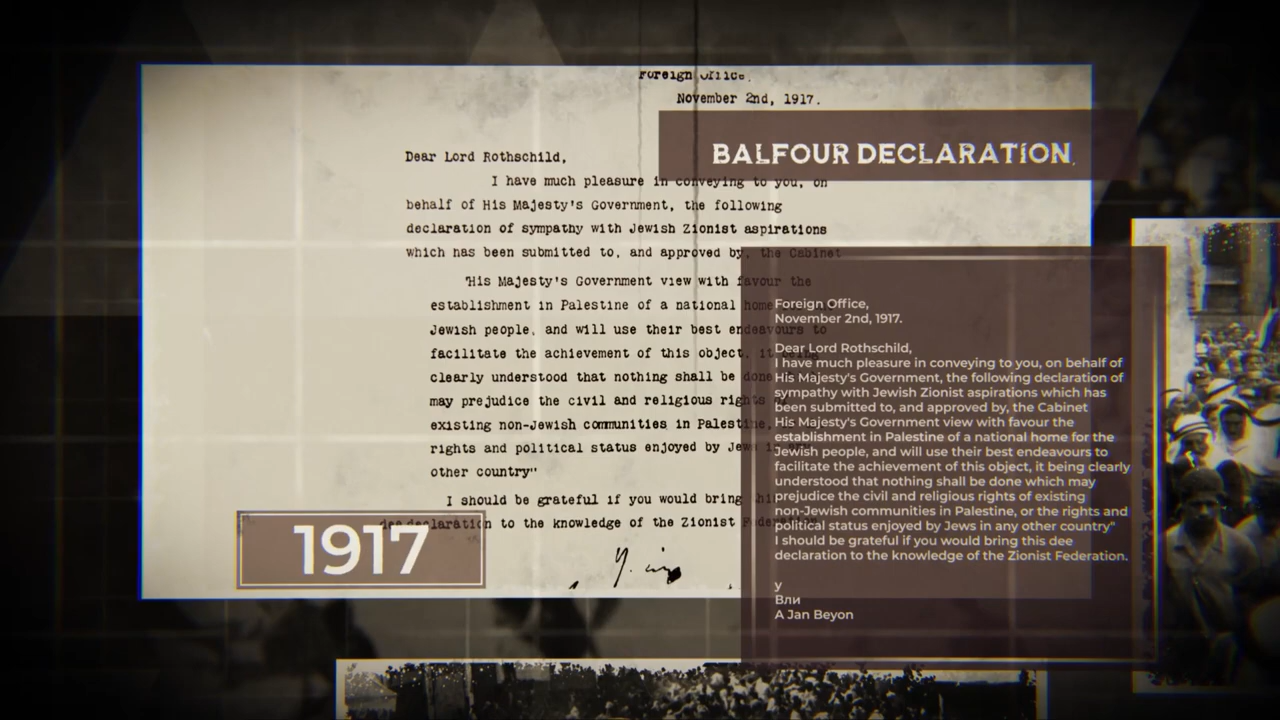 Foreign Office,
November 2nd, 1917.
BALFOUR DECLARATION
Dear Lord Rothschild,
I have much pleasure in conveying to you, on
behalf of His Majesty's Government, the following
declaration of sympathy with Jewish Zionist aspirations
which has been submitted to, and approved by, the Cabinet
"His Majesty's Government view with favour the
establishment in Palestine of a national home
Jewish people, and will use their best endeavours to
facilitate the achievement of this object, it being
clearly understood that nothing shall be done
may prejudice the civil and religious rights of
existing non-Jewish communities in Palestine,
rights and political status enjoyed by Jews in any
other country"
I should be grateful if you would bring this
declaration to the knowledge of the Zionist Federation.
1917
Foreign Office,
November 2nd, 1917.
Dear Lord Rothschild,
I have much pleasure in conveying to you, on behalf of
His Majesty's Government, the following declaration of
sympathy with Jewish Zionist aspirations which has
been submitted to, and approved by, the Cabinet
His Majesty's Government view with favour the
establishment in Palestine of a national home for the
Jewish people, and will use their best endeavours to
facilitate the achievement of this object, it being clearly
understood that nothing shall be done which may
prejudice the civil and religious rights of existing
non-Jewish communities in Palestine, or the rights and
political status enjoyed by Jews in any other country"
I should be grateful if you would bring this dee
declaration to the knowledge of the Zionist Federation.
y
Вли
A Jan Beyon